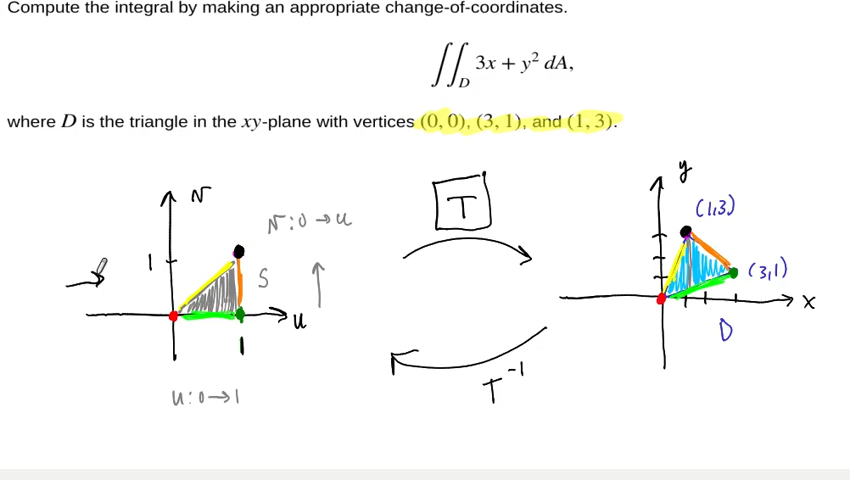 Compute the integral by making an appropriate change-of-coordinates.
∬_D 3x + y² dA,
where D is the triangle in the xy-plane with vertices (0, 0), (3, 1), and (1, 3).
v
T
y
v:0→u
(1,3)
1
S
(3,1)
u
x
1
D
T⁻¹
u:0→1